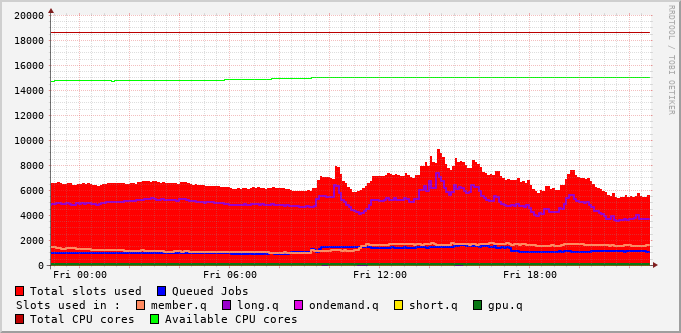 20000
18000
16000
14000
12000
10000
8000
6000
4000
2000
0
Fri 00:00 Fri 06:00 Fri 12:00 Fri 18:00
RRDTOOL / TOBI OETIKER
Total slots used Queued Jobs
Slots used in : member.q long.q ondemand.q short.q gpu.q
Total CPU cores Available CPU cores